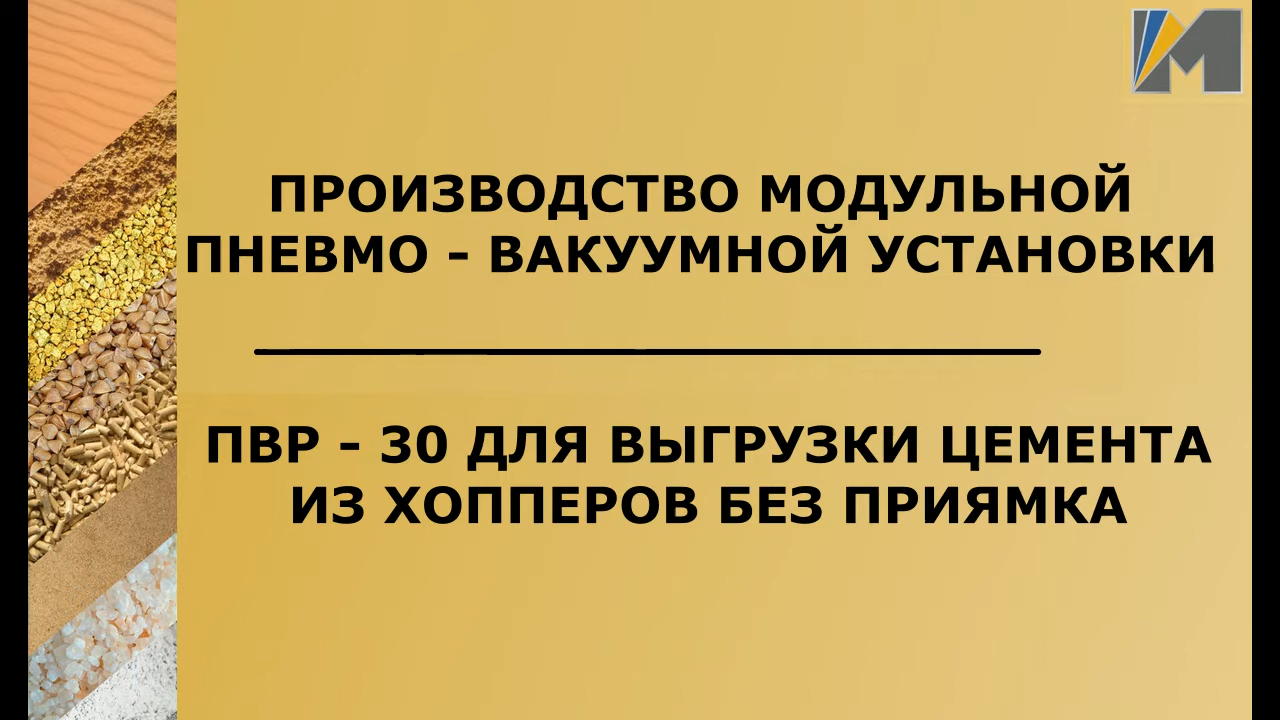 ПРОИЗВОДСТВО МОДУЛЬНОЙ
ПНЕВМО – ВАКУУМНОЙ УСТАНОВКИ
ПВР – 30 ДЛЯ ВЫГРУЗКИ ЦЕМЕНТА
ИЗ ХОППЕРОВ БЕЗ ПРИЯМКА